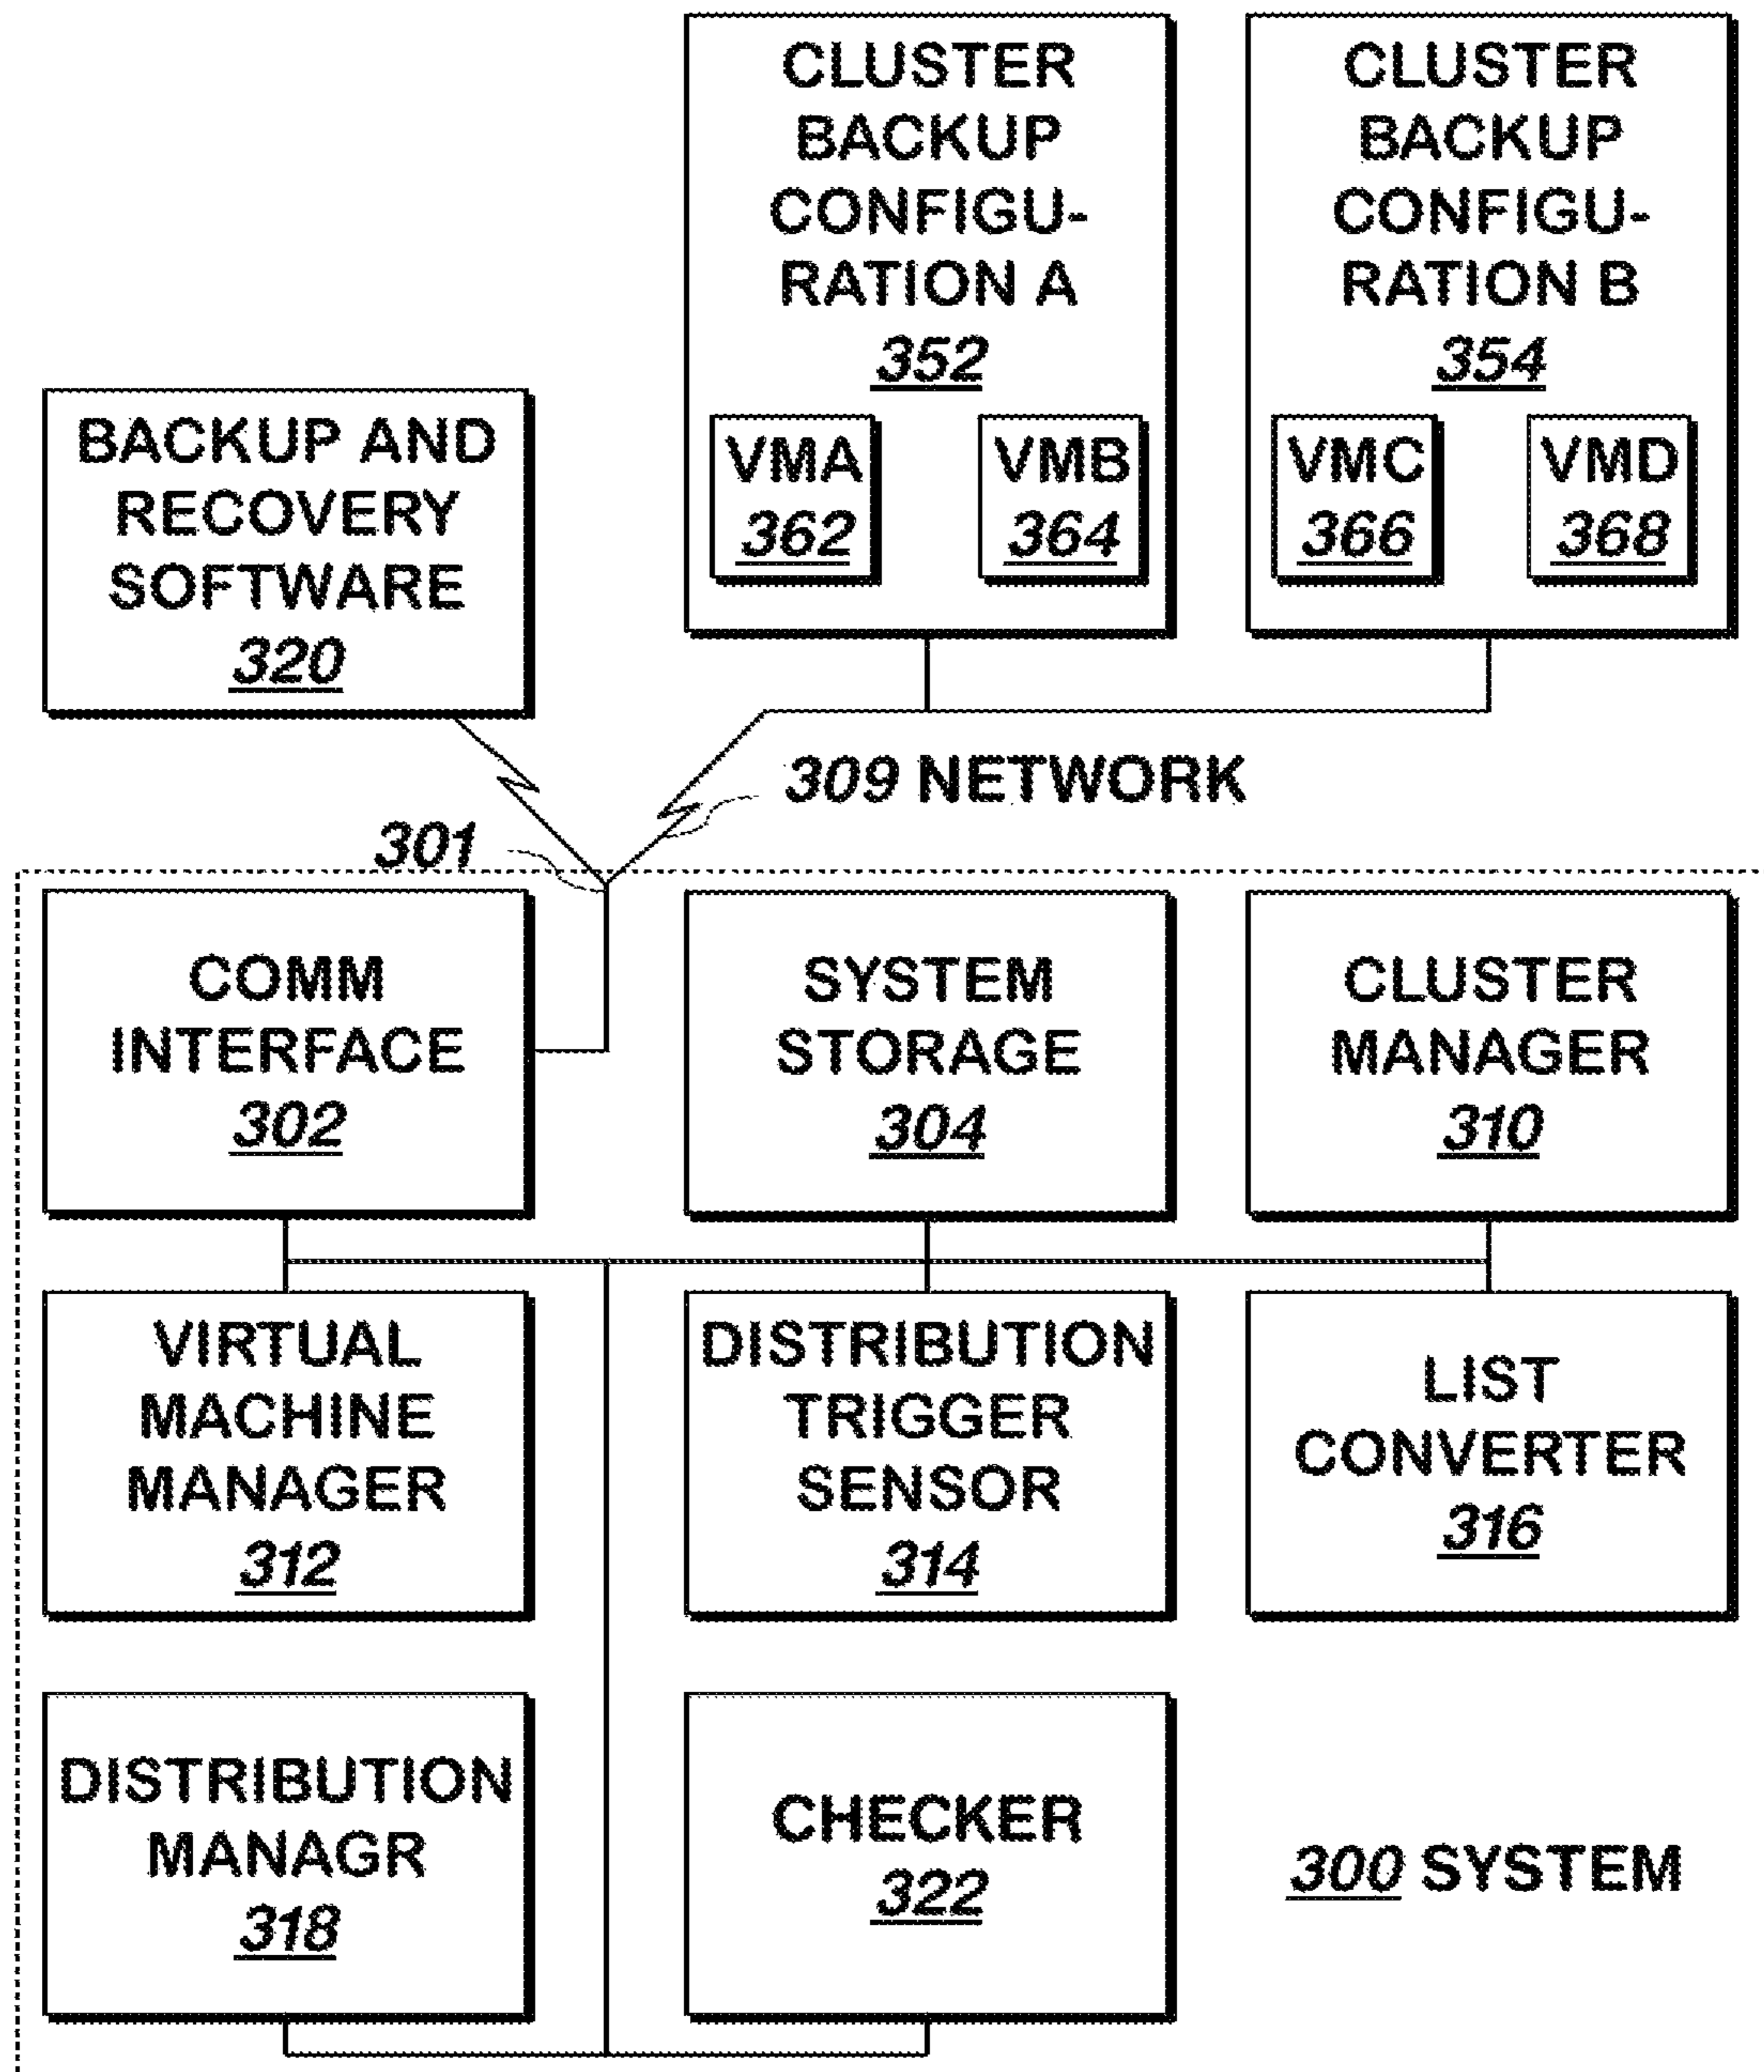 CLUSTER
BACKUP
CONFIGU-
RATION A
352
VMA
362
VMB
364
CLUSTER
BACKUP
CONFIGU-
RATION B
354
VMC
366
VMD
368
BACKUP AND
RECOVERY
SOFTWARE
320
309 NETWORK
301
COMM
INTERFACE
302
SYSTEM
STORAGE
304
CLUSTER
MANAGER
310
VIRTUAL
MACHINE
MANAGER
312
DISTRIBUTION
TRIGGER
SENSOR
314
LIST
CONVERTER
316
DISTRIBUTION
MANAGR
318
CHECKER
322
300 SYSTEM